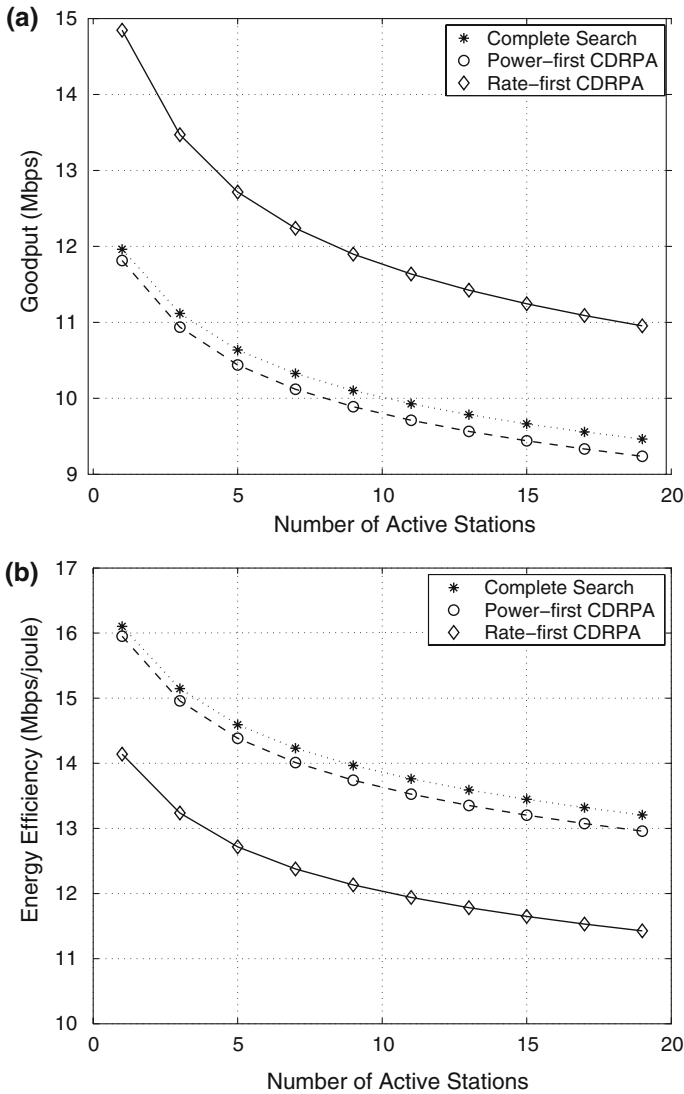 (a)
15
14
13
12
11
10
9
Goodput (Mbps)
Complete Search
Power-first CDRPA
Rate-first CDRPA
0
5
10
15
20
Number of Active Stations
(b)
17
16
15
14
13
12
11
10
Energy Efficiency (Mbps/joule)
Complete Search
Power-first CDRPA
Rate-first CDRPA
0
5
10
15
20
Number of Active Stations